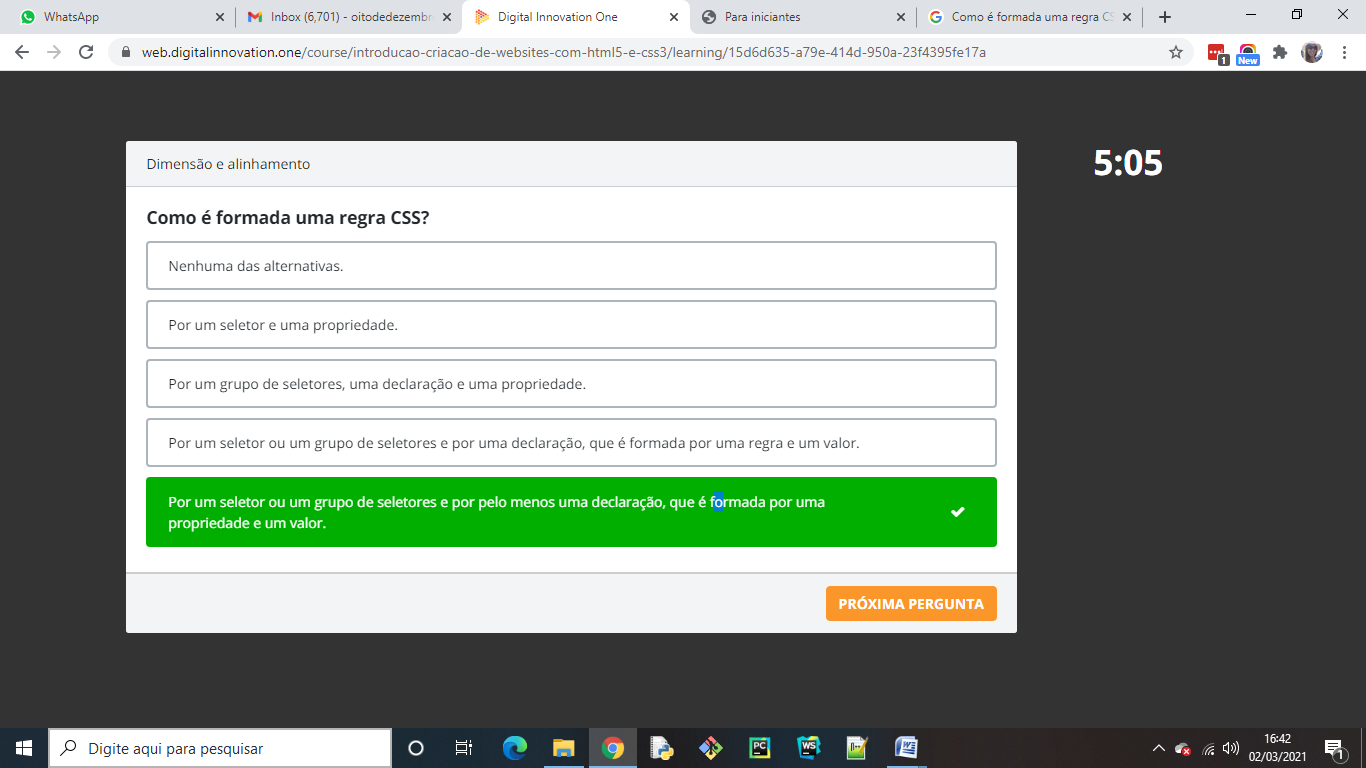 WhatsApp
Inbox (6,701) - oitodedezembr
Digital Innovation One
Para iniciantes
Como é formada uma regra CS
web.digitalinnovation.one/course/introducao-criacao-de-websites-com-html5-e-css3/learning/15d6d635-a79e-414d-950a-23f4395fe17a
1
New
Dimensão e alinhamento
5:05
Como é formada uma regra CSS?
Nenhuma das alternativas.
Por um seletor e uma propriedade.
Por um grupo de seletores, uma declaração e uma propriedade.
Por um seletor ou um grupo de seletores e por uma declaração, que é formada por uma regra e um valor.
Por um seletor ou um grupo de seletores e por pelo menos uma declaração, que é formada por uma
propriedade e um valor.
PRÓXIMA PERGUNTA
Digite aqui para pesquisar
PC
WS
16:42
02/03/2021
1